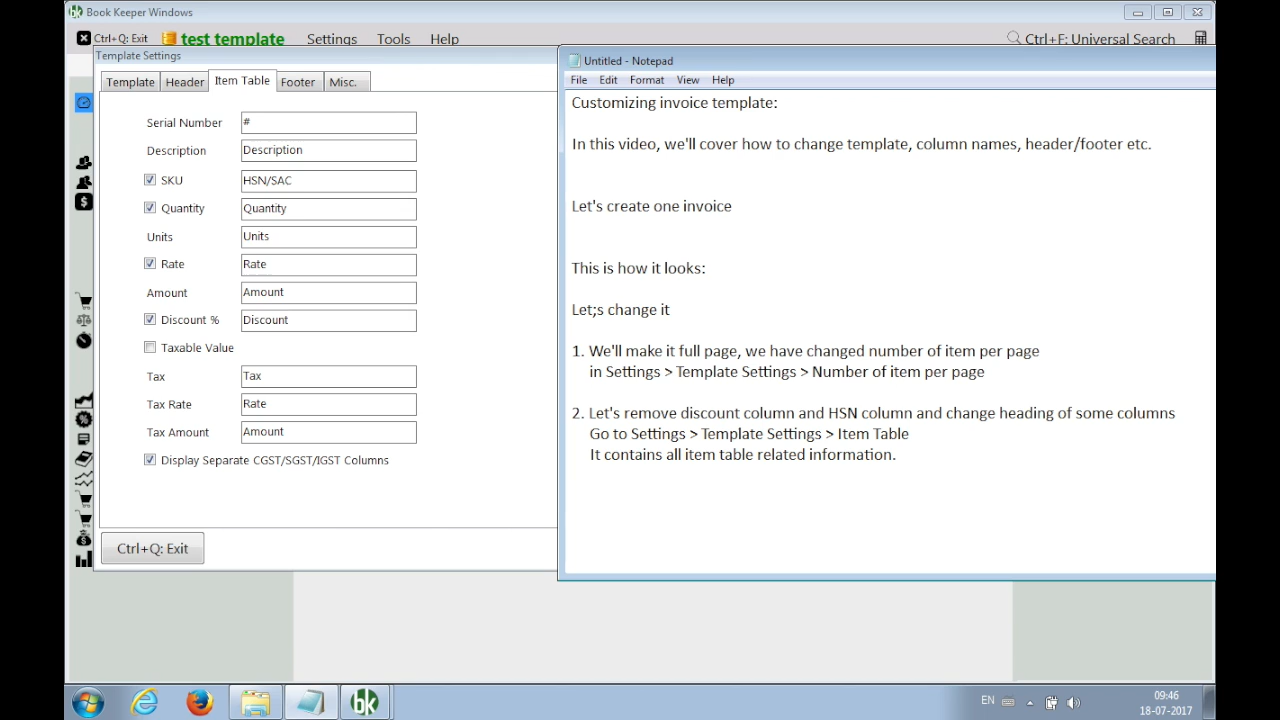 Book Keeper Windows
Ctrl+Q: Exit
test template
Settings
Tools
Help
Ctrl+F: Universal Search
Template Settings
Template
Header
Item Table
Footer
Misc.
Serial Number #
Description Description
SKU HSN/SAC
Quantity Quantity
Units Units
Rate Rate
Amount Amount
Discount % Discount
Taxable Value
Tax Tax
Tax Rate Rate
Tax Amount Amount
Display Separate CGST/SGST/IGST Columns
Ctrl+Q: Exit
Untitled - Notepad
File Edit Format View Help
Customizing invoice template:
In this video, we'll cover how to change template, column names, header/footer etc.
Let's create one invoice
This is how it looks:
Let;s change it
1. We'll make it full page, we have changed number of item per page
in Settings > Template Settings > Number of item per page
2. Let's remove discount column and HSN column and change heading of some columns
Go to Settings > Template Settings > Item Table
It contains all item table related information.
bk
EN
09:46
18-07-2017